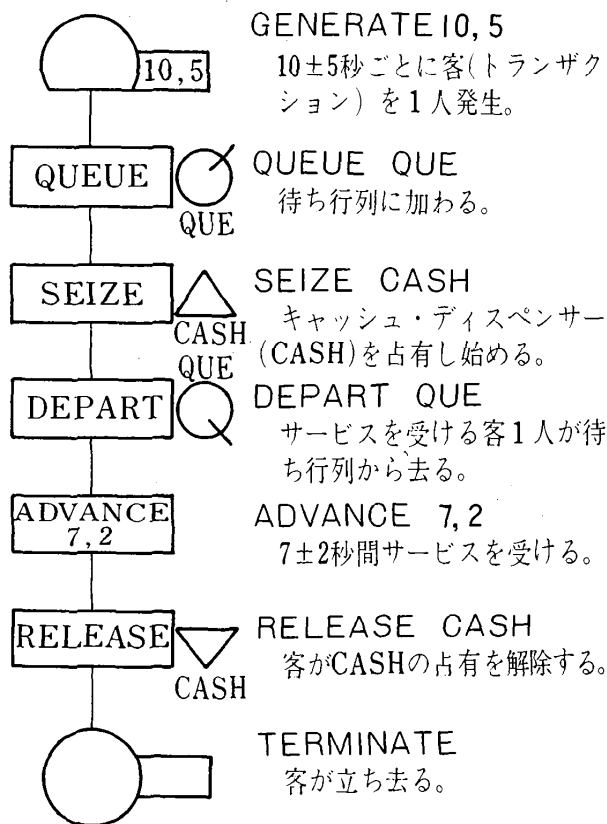 GENERATE 10, 5
10, 5
10±5秒ごとに客(トランザク
ション)を1人発生。
QUEUE
QUE
QUEUE QUE
待ち行列に加わる。
SEIZE
CASH
SEIZE CASH
キャッシュ・ディスペンサー
(CASH)を占有し始める。
QUE
DEPART
DEPART QUE
サービスを受ける客1人が待
ち行列から去る。
ADVANCE
7, 2
ADVANCE 7, 2
7±2秒間サービスを受ける。
RELEASE
CASH
RELEASE CASH
客がCASHの占有を解除する。
TERMINATE
客が立ち去る。